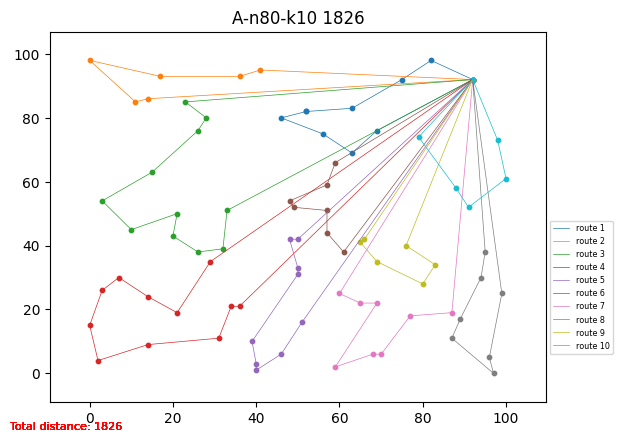 A-n80-k10 1826
100
80
60
40
20
0
0 20 40 60 80 100
route 1
route 2
route 3
route 4
route 5
route 6
route 7
route 8
route 9
route 10
Total distance: 1826